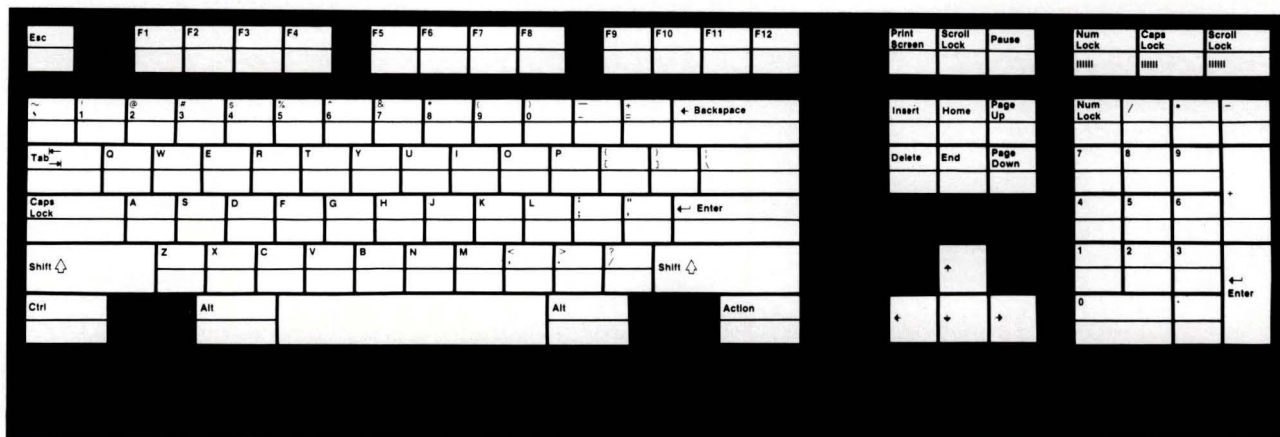 Esc F1 F2 F3 F4 F5 F6 F7 F8 F9 F10 F11 F12 Print Screen Scroll Lock Pause Num Lock Caps Lock Scroll Lock
~ ! @ # $ % ^ & * ( ) — +
` 1 2 3 4 5 6 7 8 9 0 - = ← Backspace Insert Home Page Up Num Lock / * -
Tab Q W E R T Y U I O P { [ } ] ¦ \ Delete End Page Down 7 8 9 +
Caps Lock A S D F G H J K L : ; " ' ↵ Enter 4 5 6
Shift ⇧ Z X C V B N M < , > . ? / Shift ⇧ ↑ 1 2 3 ↵ Enter
Ctrl Alt Alt Action ← ↓ → 0 .